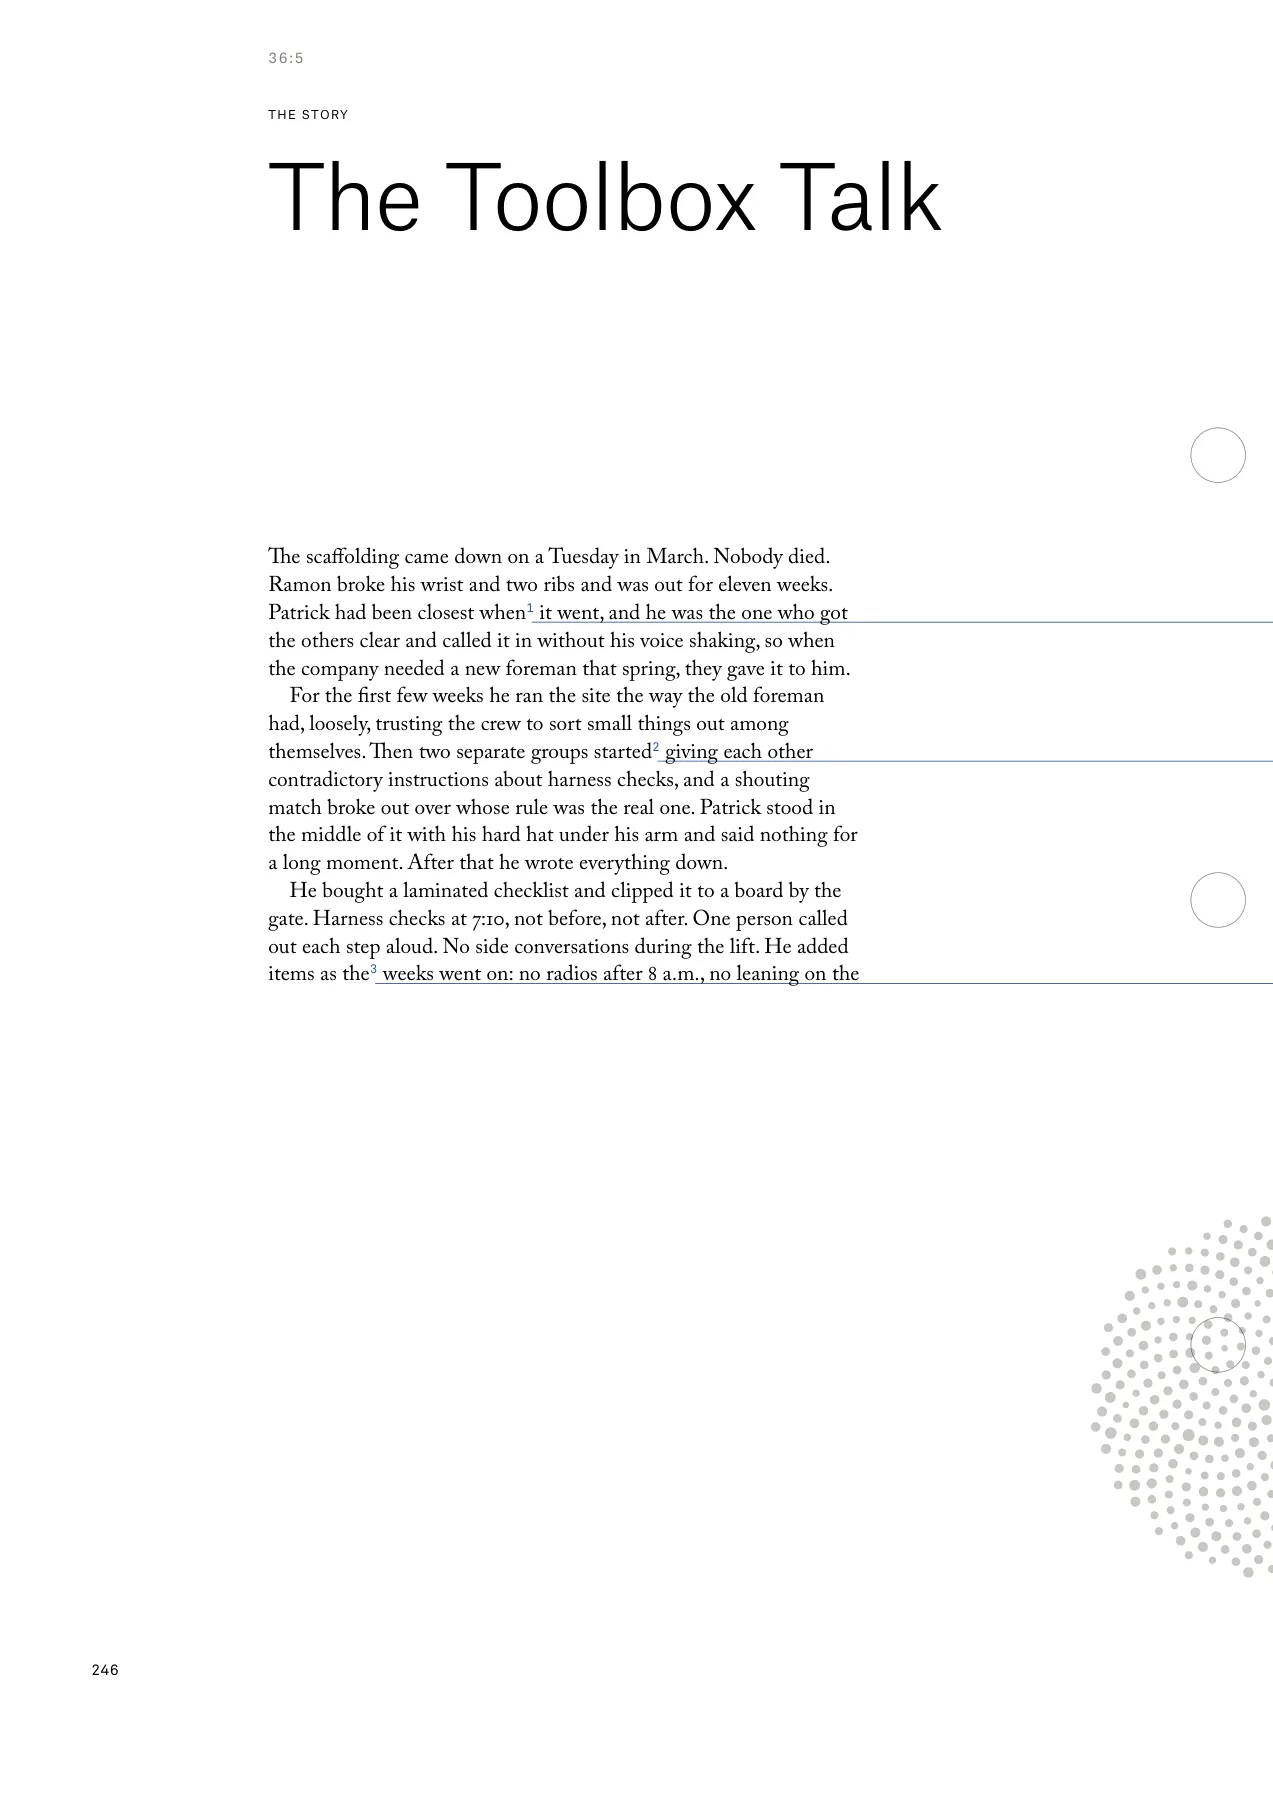 36:5
THE STORY
The Toolbox Talk
The scaffolding came down on a Tuesday in March. Nobody died.
Ramon broke his wrist and two ribs and was out for eleven weeks.
Patrick had been closest when1 it went, and he was the one who got
the others clear and called it in without his voice shaking, so when
the company needed a new foreman that spring, they gave it to him.
For the first few weeks he ran the site the way the old foreman
had, loosely, trusting the crew to sort small things out among
themselves. Then two separate groups started2 giving each other
contradictory instructions about harness checks, and a shouting
match broke out over whose rule was the real one. Patrick stood in
the middle of it with his hard hat under his arm and said nothing for
a long moment. After that he wrote everything down.
He bought a laminated checklist and clipped it to a board by the
gate. Harness checks at 7:10, not before, not after. One person called
out each step aloud. No side conversations during the lift. He added
items as the3 weeks went on: no radios after 8 a.m., no leaning on the
246